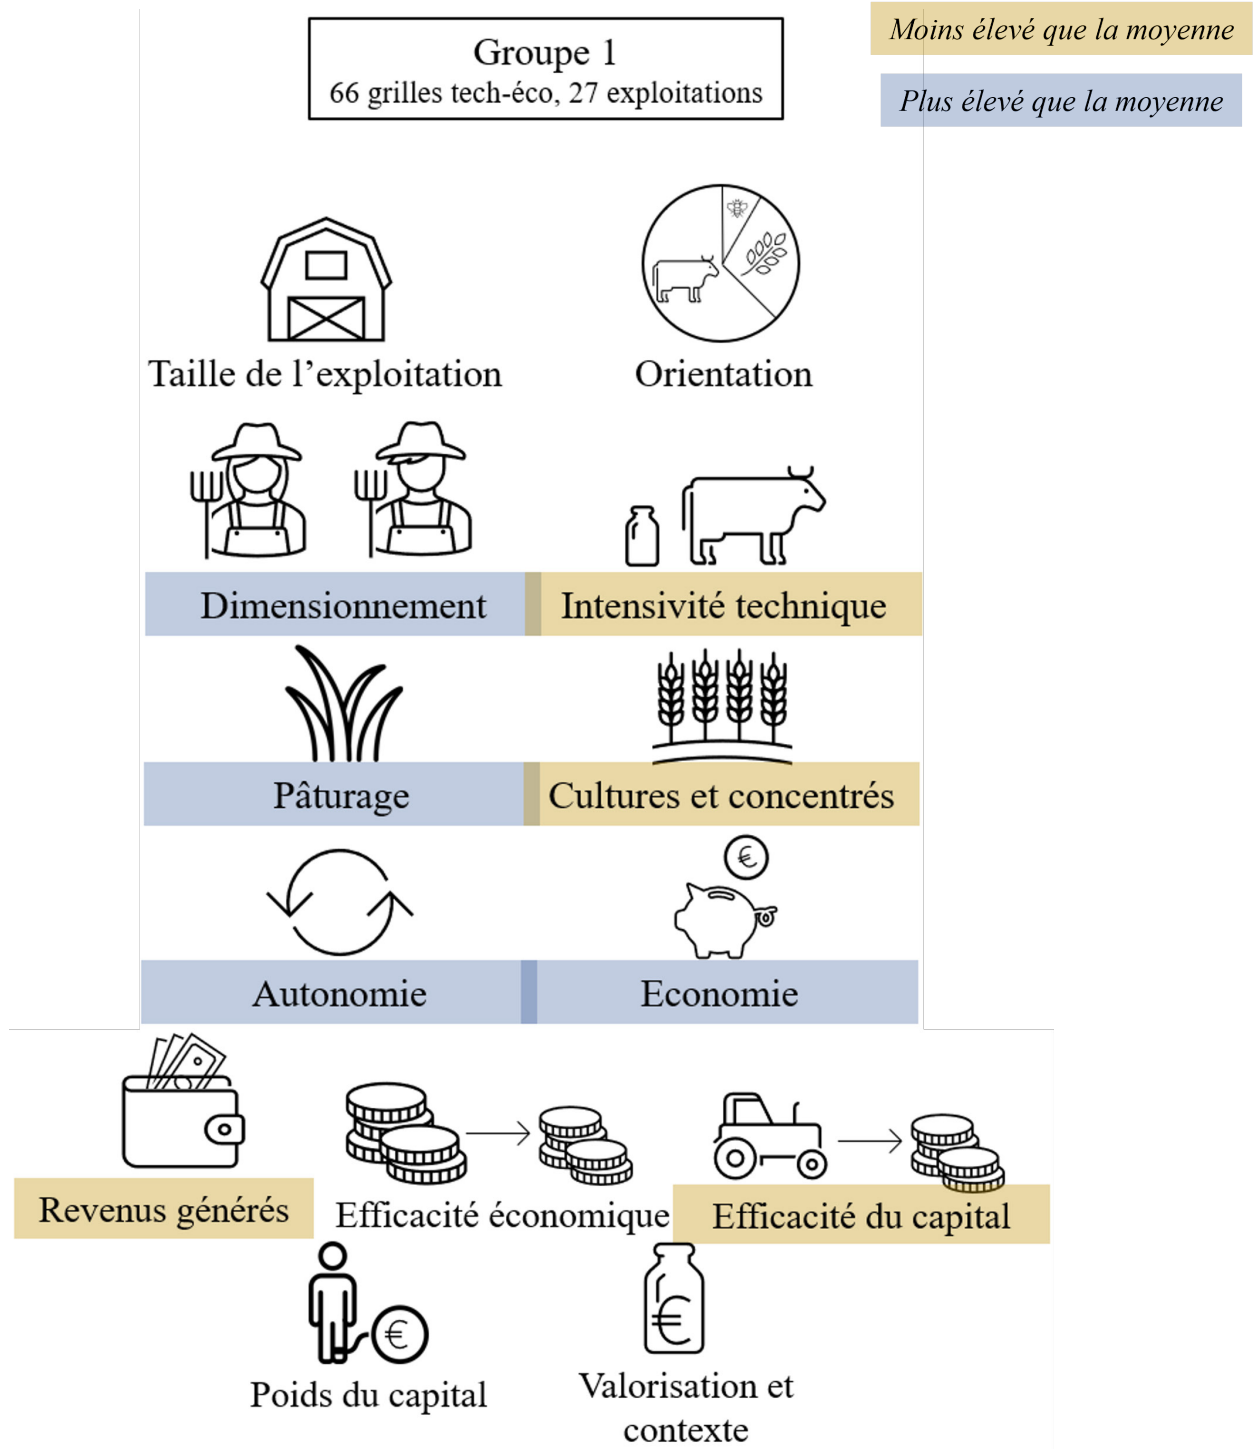 Moins élevé que la moyenne
Groupe 1
66 grilles tech-éco, 27 exploitations
Plus élevé que la moyenne
Taille de l’exploitation
Orientation
Dimensionnement
Intensivité technique
Pâturage
Cultures et concentrés
€
Autonomie
Economie
Revenus générés
Efficacité économique
Efficacité du capital
€
€
Poids du capital
Valorisation et
contexte